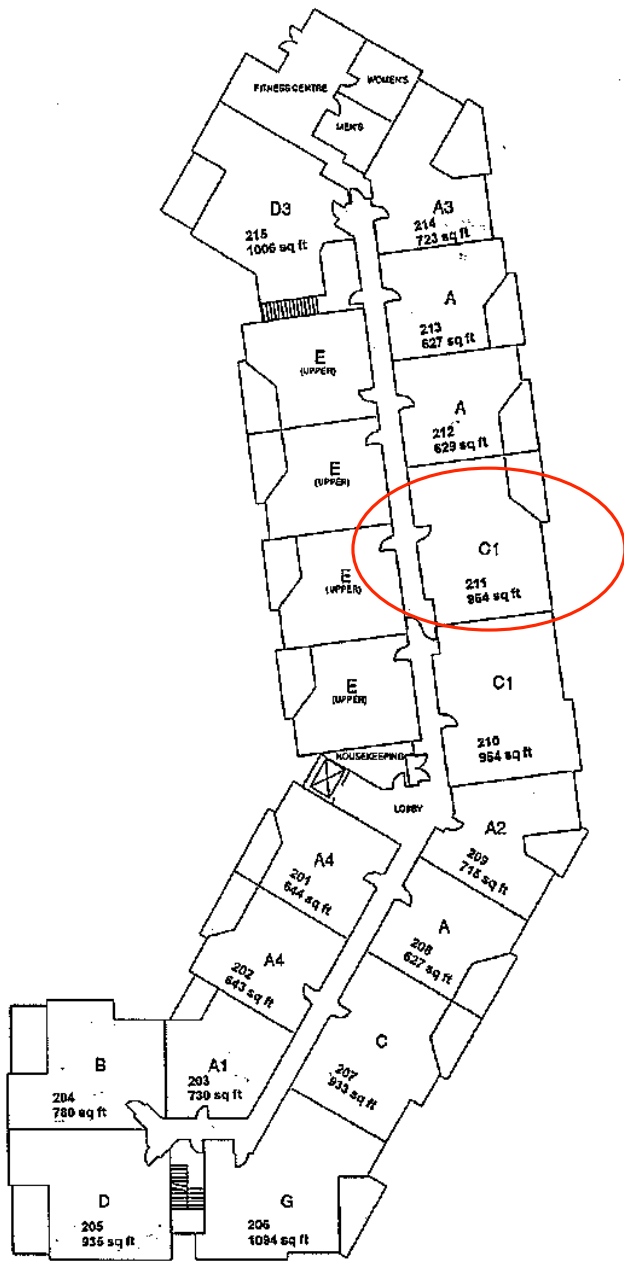 FITNESS CENTRE
WOMEN'S
MEN'S
D3
215
1006 sq ft
A3
214
723 sq ft
A
213
627 sq ft
E
(UPPER)
A
212
629 sq ft
E
(UPPER)
C1
211
954 sq ft
E
(UPPER)
C1
210
954 sq ft
E
(UPPER)
HOUSEKEEPING
LOBBY
A2
209
715 sq ft
A4
201
644 sq ft
A
208
627 sq ft
A4
202
643 sq ft
C
207
933 sq ft
B
204
780 sq ft
A1
203
730 sq ft
D
205
935 sq ft
G
206
1094 sq ft